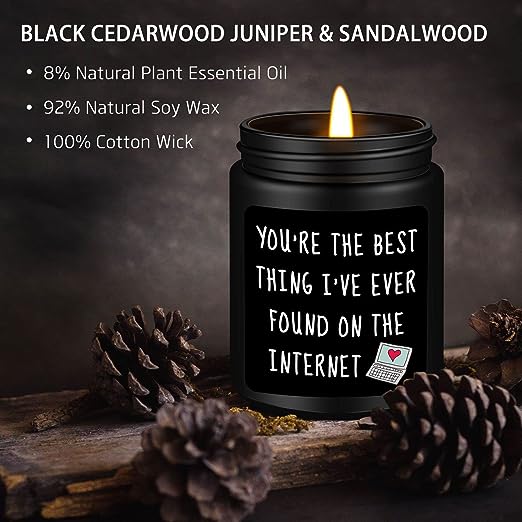 BLACK CEDARWOOD JUNIPER & SANDALWOOD
• 8% Natural Plant Essential Oil
• 92% Natural Soy Wax
• 100% Cotton Wick
YOU'RE THE BEST
THING I'VE EVER
FOUND ON THE
INTERNET